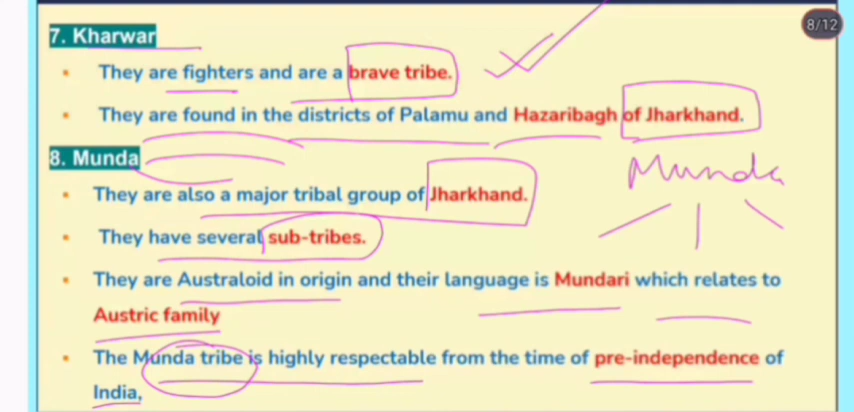 8/12
7. Kharwar
• They are fighters and are a brave tribe.
• They are found in the districts of Palamu and Hazaribagh of Jharkhand.
8. Munda
• They are also a major tribal group of Jharkhand.
Munda
• They have several sub-tribes.
• They are Australoid in origin and their language is Mundari which relates to
Austric family
• The Munda tribe is highly respectable from the time of pre-independence of
India,